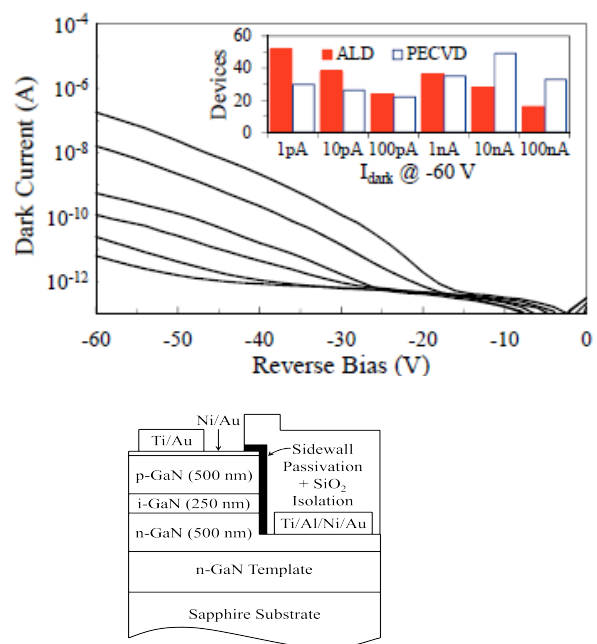 10-4
60
ALD PECVD
40
Devices
20
0
1pA 10pA 100pA 1nA 10nA 100nA
Idark @ -60 V
10-6
10-8
10-10
10-12
Dark Current (A)
-60 -50 -40 -30 -20 -10 0
Reverse Bias (V)
Ni/Au
Ti/Au
Sidewall
Passivation
+ SiO2
Isolation
p-GaN (500 nm)
i-GaN (250 nm)
Ti/Al/Ni/Au
n-GaN (500 nm)
n-GaN Template
Sapphire Substrate